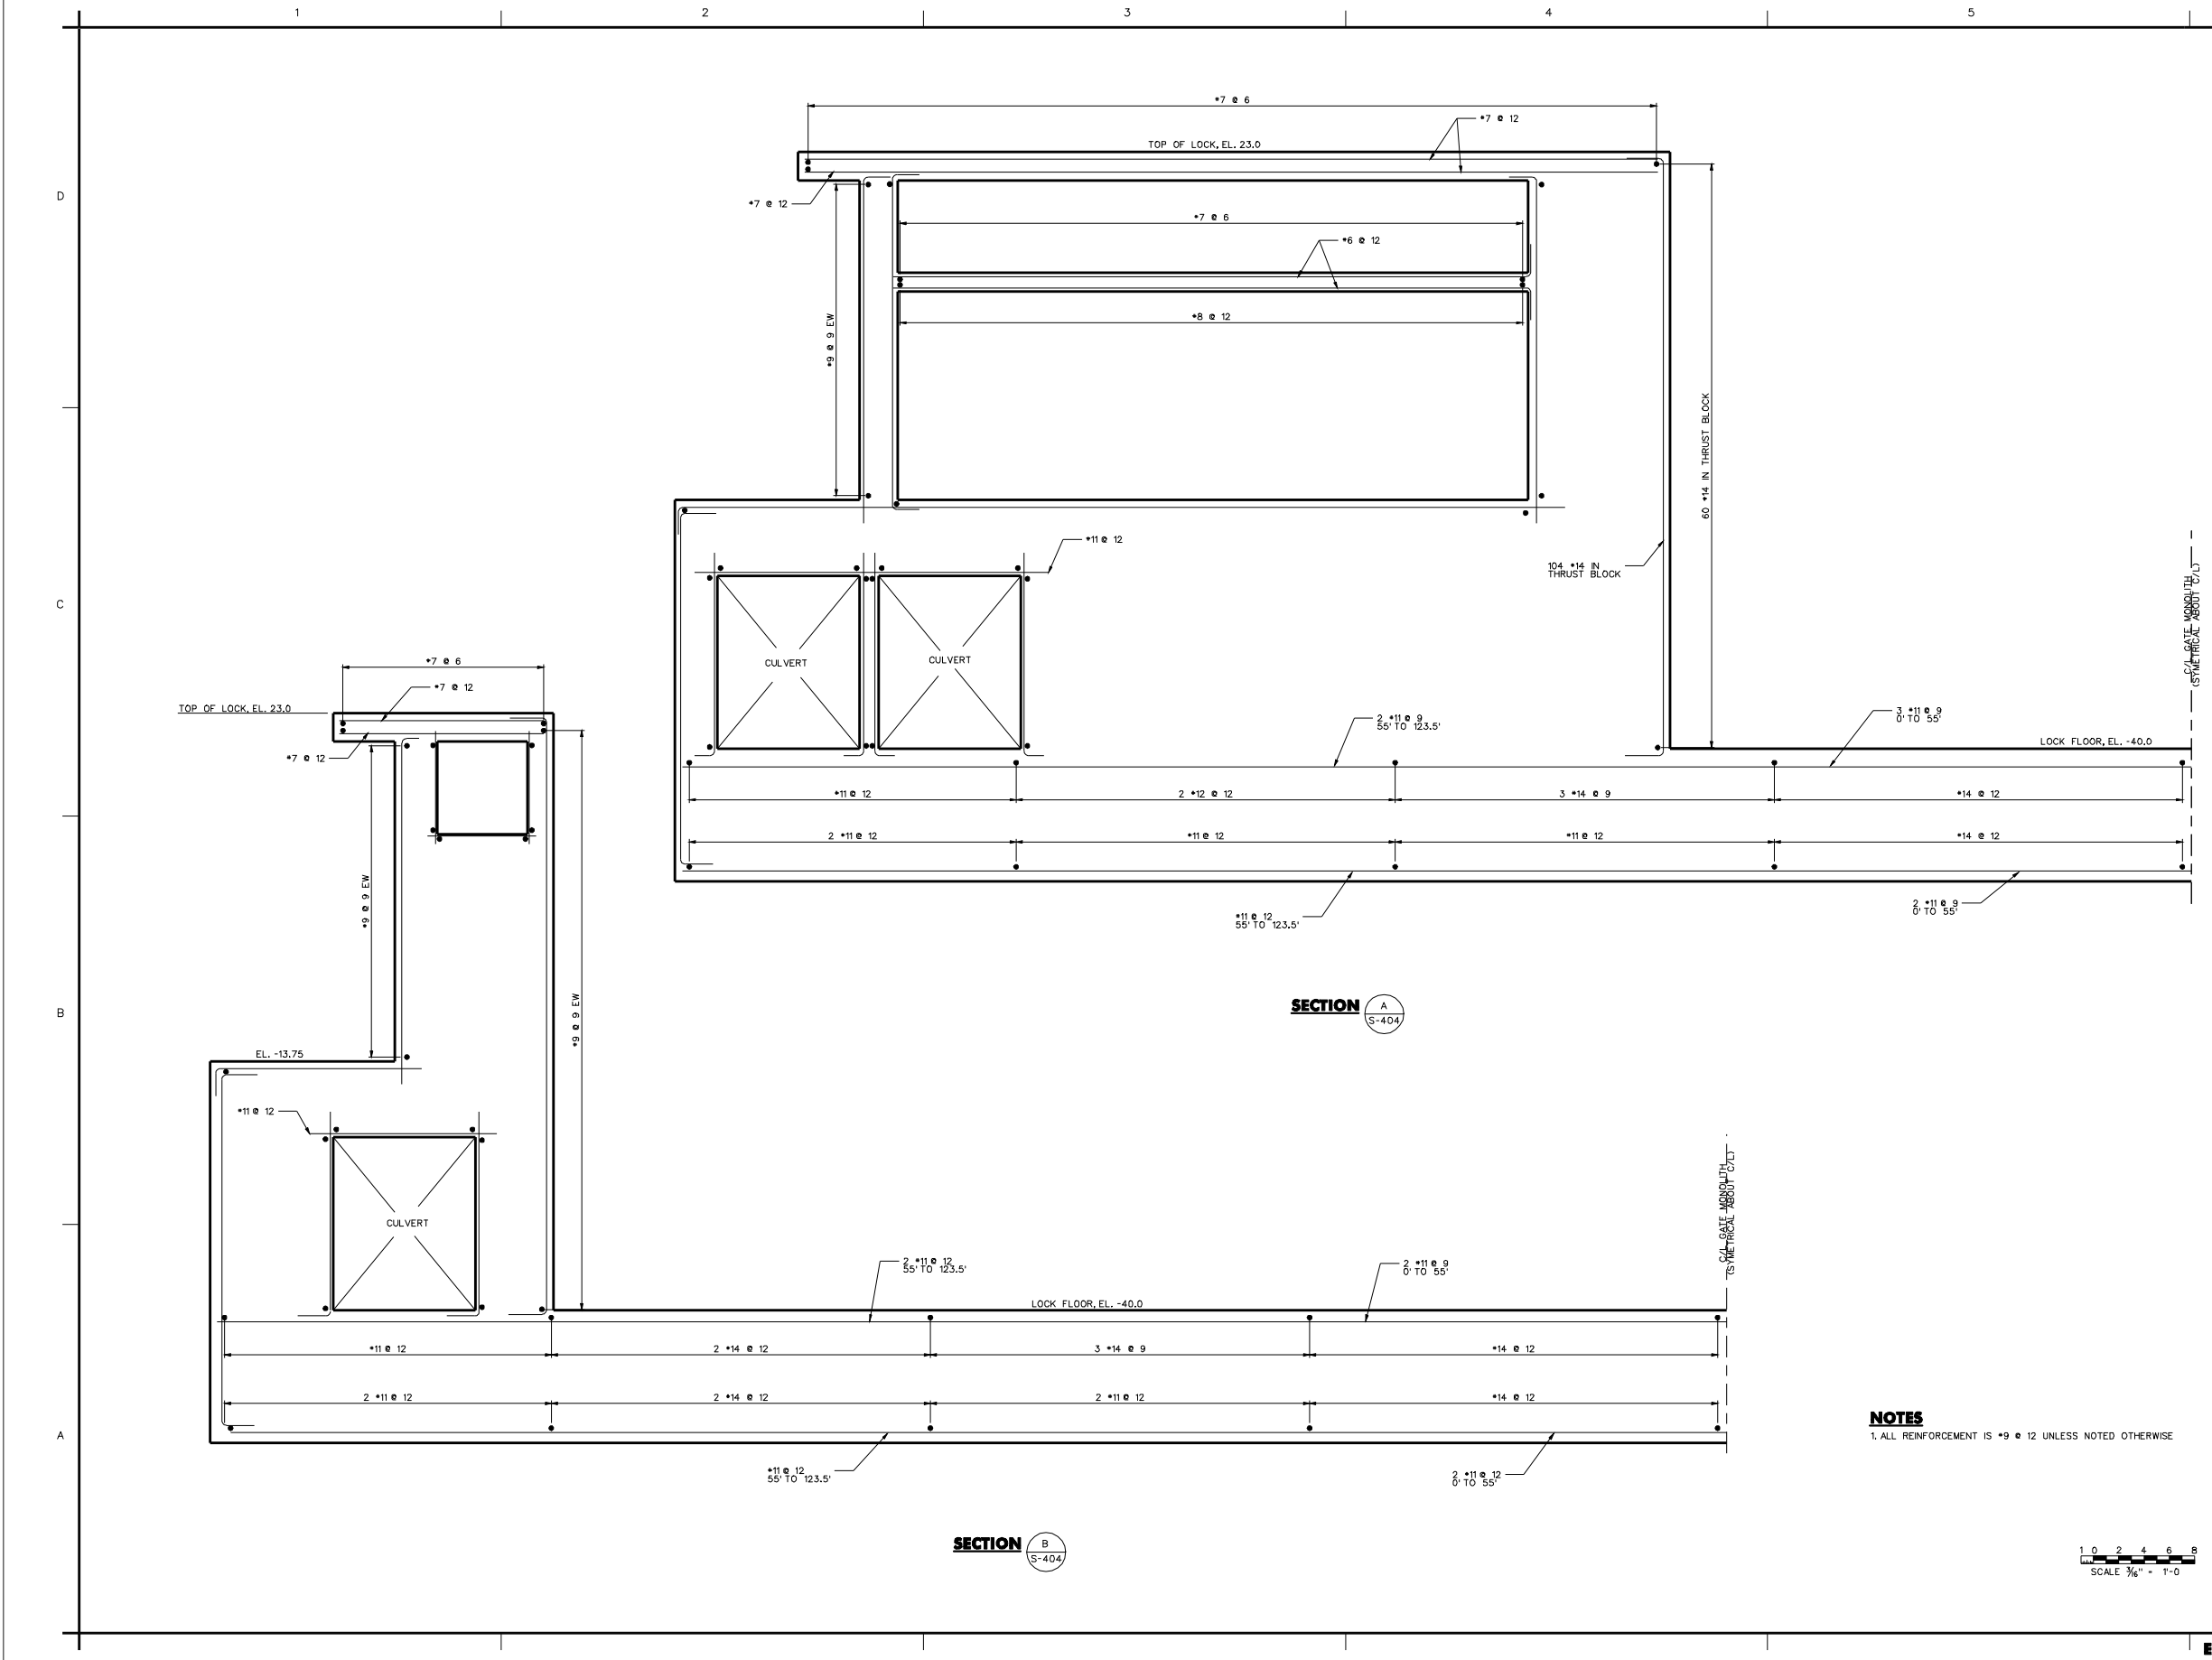 1 2 3 4 5
*7 @ 6
*7 @ 12
TOP OF LOCK, EL. 23.0
D
*7 @ 12
*7 @ 6
*6 @ 12
*8 @ 12
*9 @ 9 EW
60 *14 IN THRUST BLOCK
*11 @ 12
104 *14 IN
THRUST BLOCK
C
C/L GATE MONOLITH
(SYMETRICAL ABOUT C/L)
CULVERT
CULVERT
*7 @ 6
*7 @ 12
TOP OF LOCK, EL. 23.0
2 *11 @ 9
55' TO 123.5'
3 *11 @ 9
0' TO 55'
LOCK FLOOR, EL. -40.0
*7 @ 12
*11 @ 12
2 *12 @ 12
3 *14 @ 9
*14 @ 12
2 *11 @ 12
*11 @ 12
*11 @ 12
*14 @ 12
*9 @ 9 EW
*11 @ 12
55' TO 123.5'
2 *11 @ 9
0' TO 55'
*9 @ 9 EW
B
SECTION
A
S-404
EL. -13.75
*11 @ 12
CULVERT
C/L GATE MONOLITH
(SYMETRICAL ABOUT C/L)
2 *11 @ 12
55' TO 123.5'
2 *11 @ 9
0' TO 55'
LOCK FLOOR, EL. -40.0
*11 @ 12
2 *14 @ 12
3 *14 @ 9
*14 @ 12
2 *11 @ 12
2 *14 @ 12
2 *11 @ 12
*14 @ 12
A
*11 @ 12
55' TO 123.5'
2 *11 @ 12
0' TO 55'
NOTES
1. ALL REINFORCEMENT IS *9 @ 12 UNLESS NOTED OTHERWISE
SECTION
B
S-404
1 0 2 4 6 8
SCALE 3/16" = 1'-0